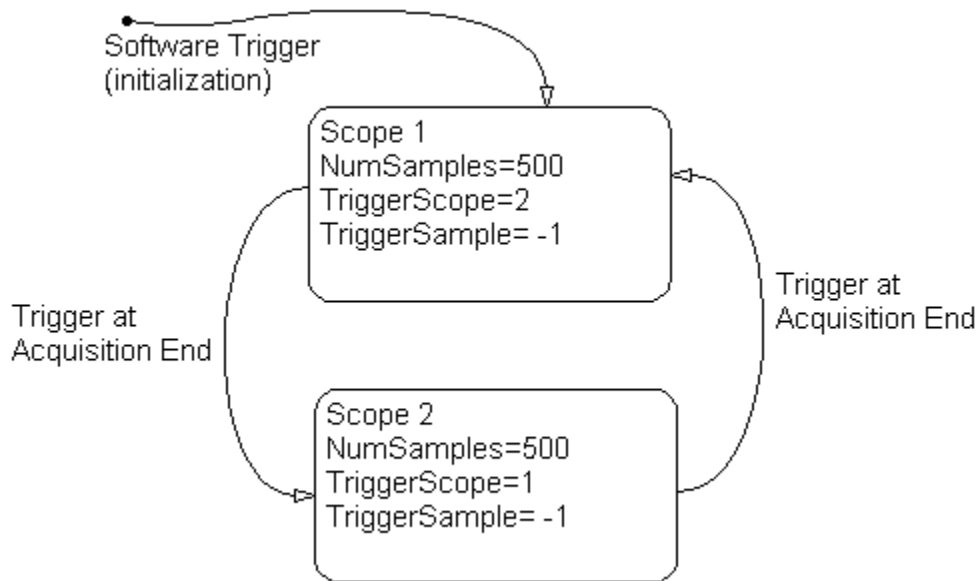 Software Trigger
(initialization)
Scope 1
NumSamples=500
TriggerScope=2
TriggerSample= -1
Trigger at
Acquisition End
Trigger at
Acquisition End
Scope 2
NumSamples=500
TriggerScope=1
TriggerSample= -1